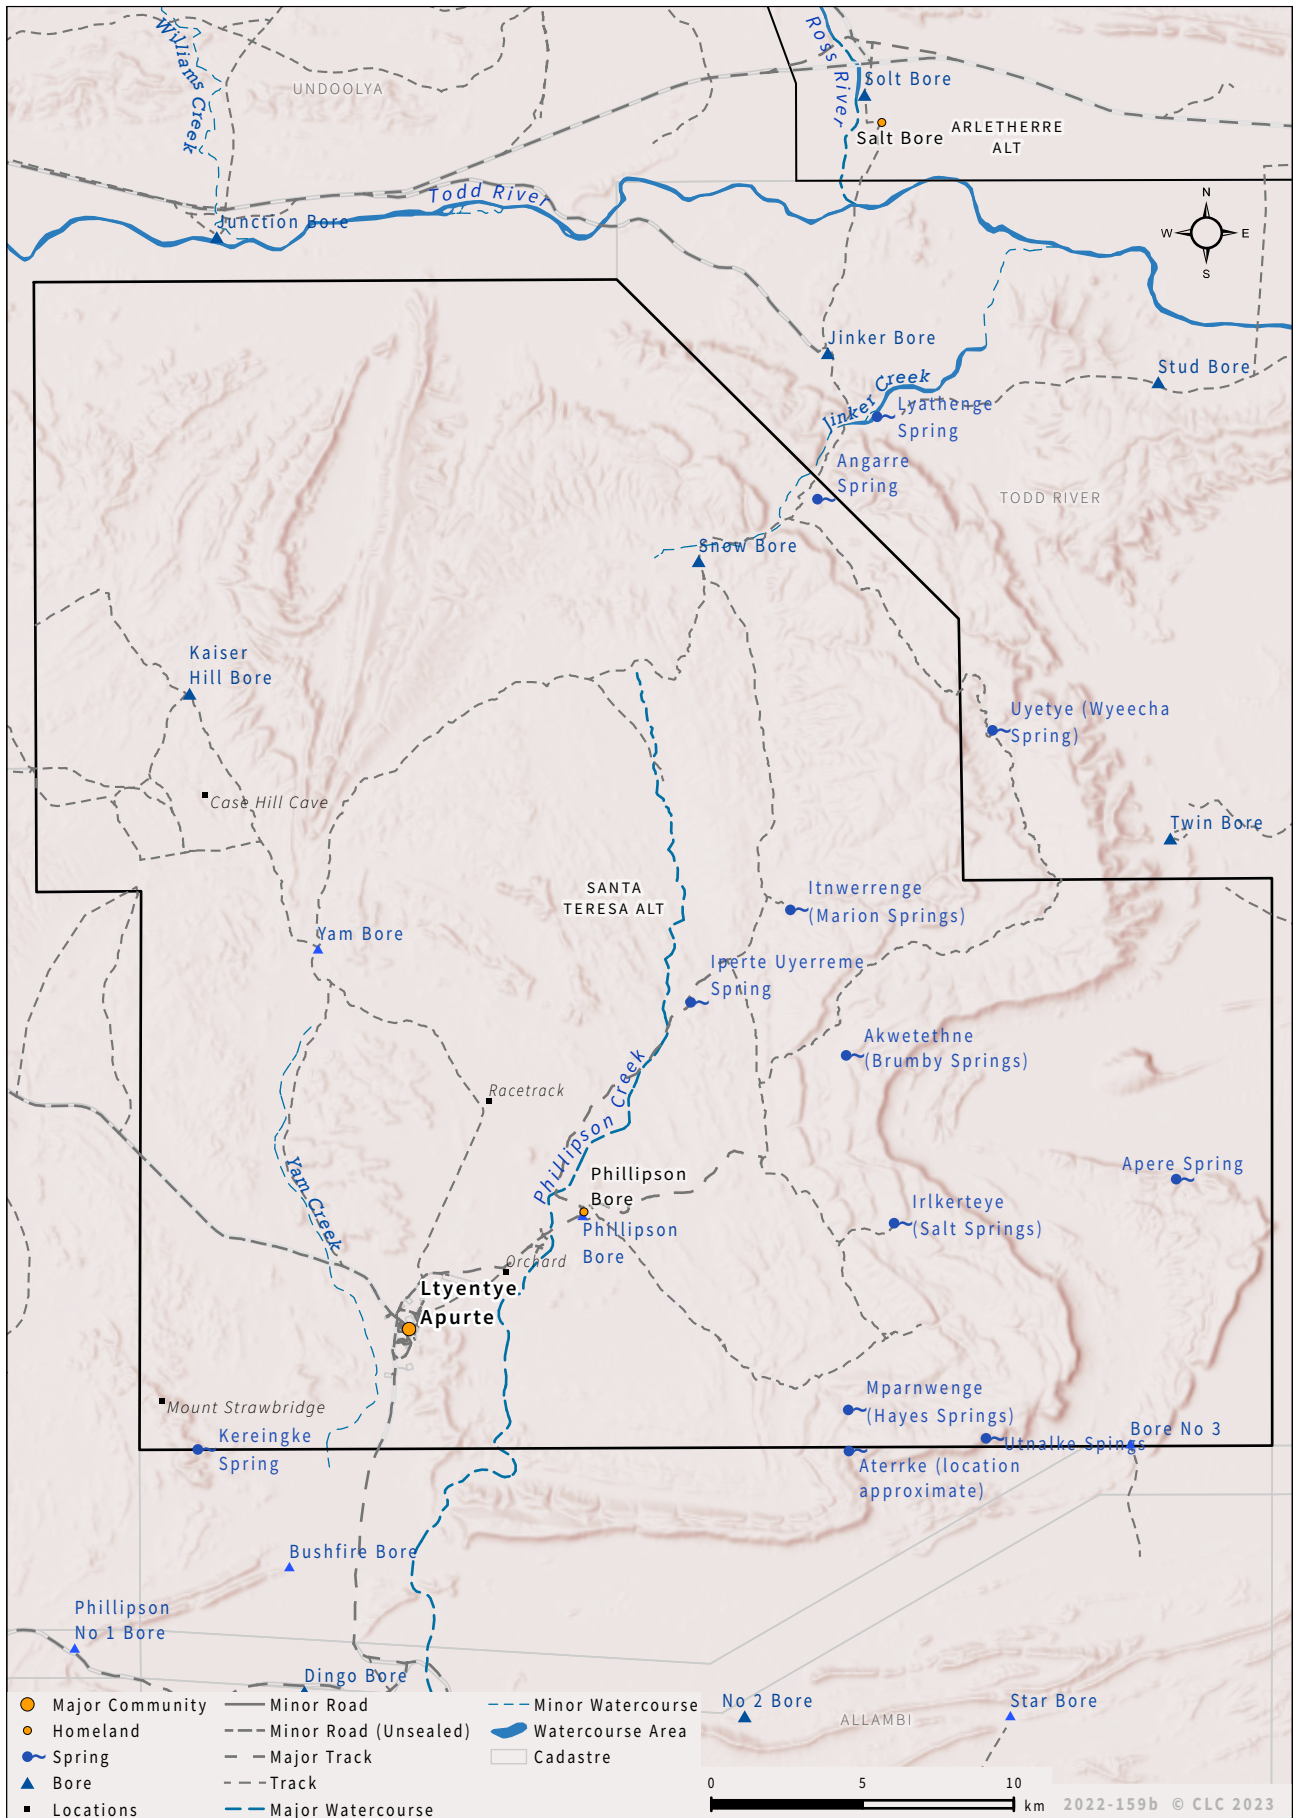 Williams Creek
UNDOOLYA
Ross River
Solt Bore
Salt Bore
ARLETHERRE
ALT
Todd River
Junction Bore
N
W
E
S
Jinker Bore
Stud Bore
Jinker Creek
Lyathenge
Spring
Angarre
Spring
TODD RIVER
Snow Bore
Kaiser
Hill Bore
Uyetye (Wyeecha
Spring)
Case Hill Cave
Twin Bore
SANTA
TERESA ALT
Itnwerrenge
(Marion Springs)
Yam Bore
Iperte Uyerreme
Spring
Akwetethne
(Brumby Springs)
Racetrack
Phillipson Creek
Yam Creek
Phillipson
Bore
Phillipson
Bore
Apere Spring
Irlkerteye
(Salt Springs)
Orchard
Ltyentye
Apurte
Mparnwenge
(Hayes Springs)
Mount Strawbridge
Kereingke
Spring
Bore No 3
Utnalke Spings
Aterrke (location
approximate)
Bushfire Bore
Phillipson
No 1 Bore
Dingo Bore
No 2 Bore
ALLAMBI
Star Bore
Major Community
Homeland
Spring
Bore
Locations
Minor Road
Minor Road (Unsealed)
Major Track
Track
Major Watercourse
Minor Watercourse
Watercourse Area
Cadastre
0 5 10
km
2022-159b © CLC 2023